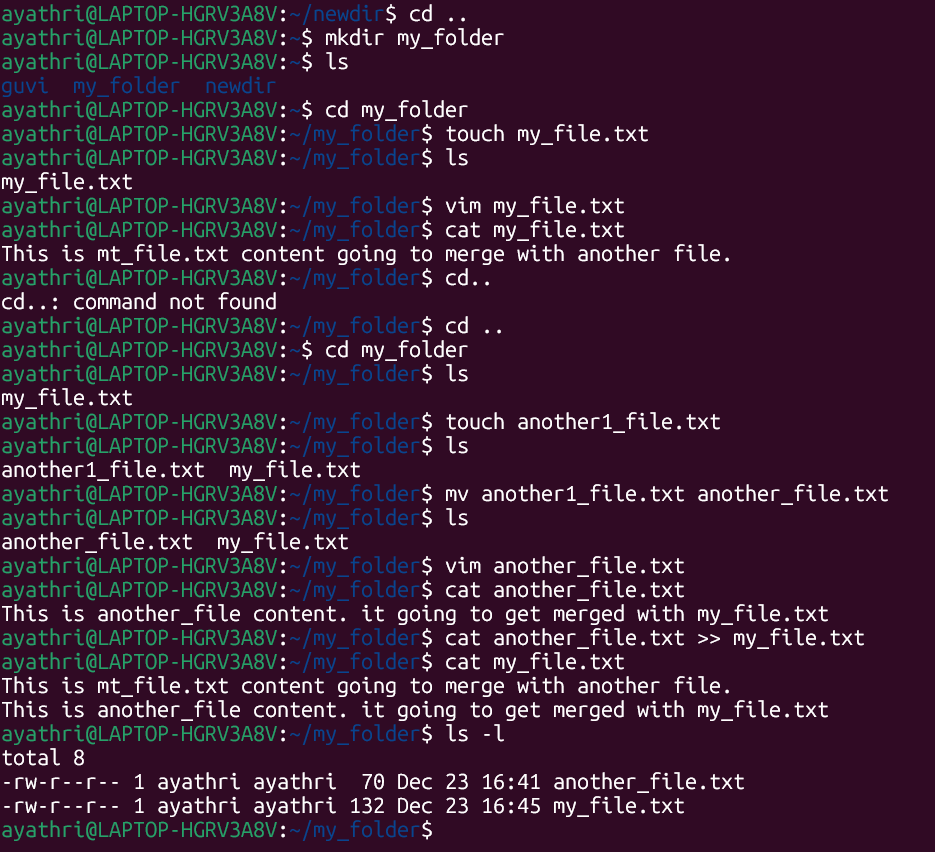 ayathri@LAPTOP-HGRV3A8V:~/newdir$ cd ..
ayathri@LAPTOP-HGRV3A8V:~$ mkdir my_folder
ayathri@LAPTOP-HGRV3A8V:~$ ls
guvi  my_folder  newdir
ayathri@LAPTOP-HGRV3A8V:~$ cd my_folder
ayathri@LAPTOP-HGRV3A8V:~/my_folder$ touch my_file.txt
ayathri@LAPTOP-HGRV3A8V:~/my_folder$ ls
my_file.txt
ayathri@LAPTOP-HGRV3A8V:~/my_folder$ vim my_file.txt
ayathri@LAPTOP-HGRV3A8V:~/my_folder$ cat my_file.txt
This is mt_file.txt content going to merge with another file.
ayathri@LAPTOP-HGRV3A8V:~/my_folder$ cd..
cd..: command not found
ayathri@LAPTOP-HGRV3A8V:~/my_folder$ cd ..
ayathri@LAPTOP-HGRV3A8V:~$ cd my_folder
ayathri@LAPTOP-HGRV3A8V:~/my_folder$ ls
my_file.txt
ayathri@LAPTOP-HGRV3A8V:~/my_folder$ touch another1_file.txt
ayathri@LAPTOP-HGRV3A8V:~/my_folder$ ls
another1_file.txt  my_file.txt
ayathri@LAPTOP-HGRV3A8V:~/my_folder$ mv another1_file.txt another_file.txt
ayathri@LAPTOP-HGRV3A8V:~/my_folder$ ls
another_file.txt  my_file.txt
ayathri@LAPTOP-HGRV3A8V:~/my_folder$ vim another_file.txt
ayathri@LAPTOP-HGRV3A8V:~/my_folder$ cat another_file.txt
This is another_file content. it going to get merged with my_file.txt
ayathri@LAPTOP-HGRV3A8V:~/my_folder$ cat another_file.txt >> my_file.txt
ayathri@LAPTOP-HGRV3A8V:~/my_folder$ cat my_file.txt
This is mt_file.txt content going to merge with another file.
This is another_file content. it going to get merged with my_file.txt
ayathri@LAPTOP-HGRV3A8V:~/my_folder$ ls -l
total 8
-rw-r--r-- 1 ayathri ayathri  70 Dec 23 16:41 another_file.txt
-rw-r--r-- 1 ayathri ayathri 132 Dec 23 16:45 my_file.txt
ayathri@LAPTOP-HGRV3A8V:~/my_folder$